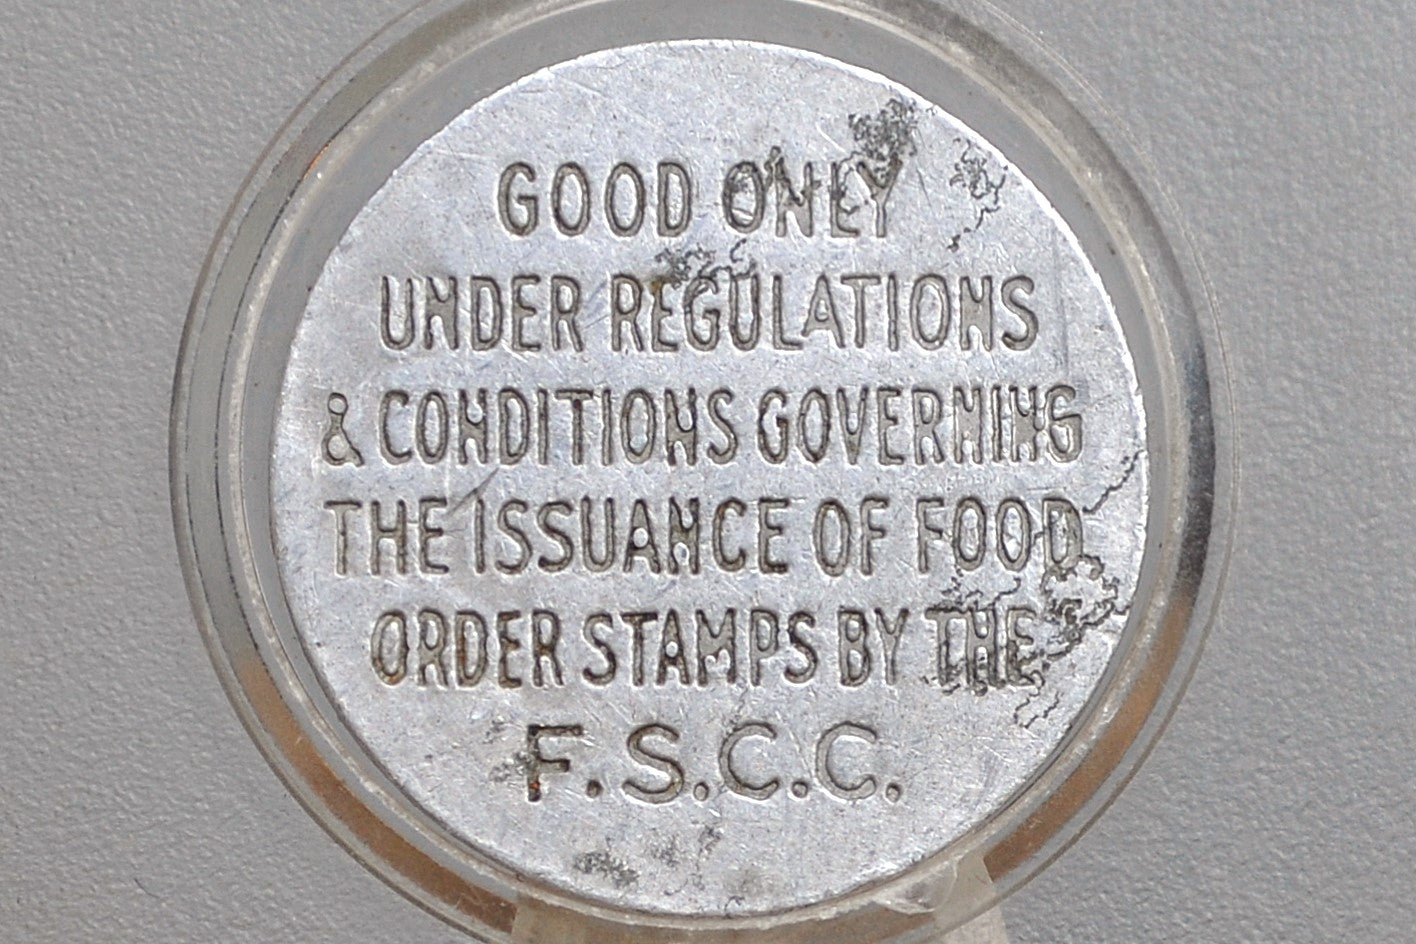 GOOD ONLY
UNDER REGULATIONS
& CONDITIONS GOVERNING
THE ISSUANCE OF FOOD
ORDER STAMPS BY THE
F.S.C.C.